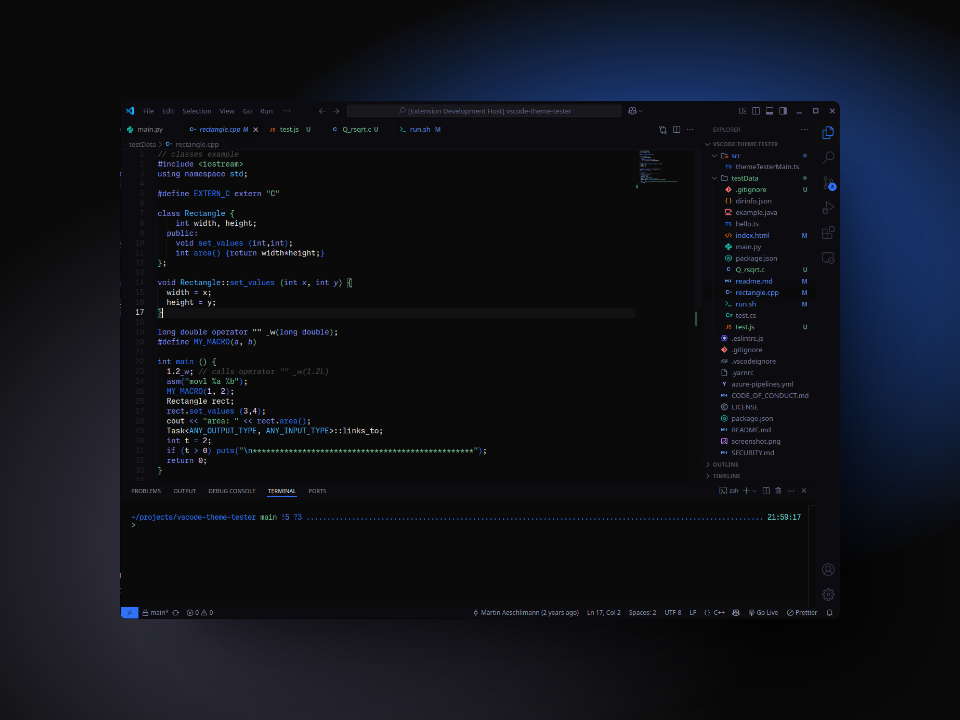 File Edit Selection View Go Run ··· [Extension Development Host] vscode-theme-tester
main.py rectangle.cpp M test.js U Q_rsqrt.c U run.sh M
testData > rectangle.cpp
1 // classes example
2 #include <iostream>
3 using namespace std;
4
5 #define EXTERN_C extern "C"
6
7 class Rectangle {
8 int width, height;
9 public:
10 void set_values (int,int);
11 int area() {return width*height;}
12 };
13
14 void Rectangle::set_values (int x, int y) {
15 width = x;
16 height = y;
17 }
18
19 long double operator "" _w(long double);
20 #define MY_MACRO(a, b)
21
22 int main () {
23 1.2_w; // calls operator "" _w(1.2L)
24 asm("movl %a %b");
25 MY_MACRO(1, 2);
26 Rectangle rect;
27 rect.set_values (3,4);
28 cout << "area: " << rect.area();
29 Task<ANY_OUTPUT_TYPE, ANY_INPUT_TYPE>::links_to;
30 int t = 2;
31 if (t > 0) puts("\n**************************************************");
32 return 0;
33 }
EXPLORER
VSCODE-THEME-TESTER
src
TS themeTesterMain.ts
testData
.gitignore U
dirinfo.json
example.java
hello.ts
index.html M
main.py
package.json
Q_rsqrt.c U
readme.md M
rectangle.cpp M
run.sh M
test.cs
test.js U
.eslintrc.js
.gitignore
.vscodeignore
.yarnrc
azure-pipelines.yml
CODE_OF_CONDUCT.md
LICENSE
package.json
README.md
screenshot.png
SECURITY.md
OUTLINE
TIMELINE
PROBLEMS OUTPUT DEBUG CONSOLE TERMINAL PORTS zsh
~/projects/vscode-theme-tester main !5 ?3 21:59:17
>
main* 0 0 Martin Aeschlimann (2 years ago) Ln 17, Col 2 Spaces: 2 UTF-8 LF {} C++ Go Live Prettier